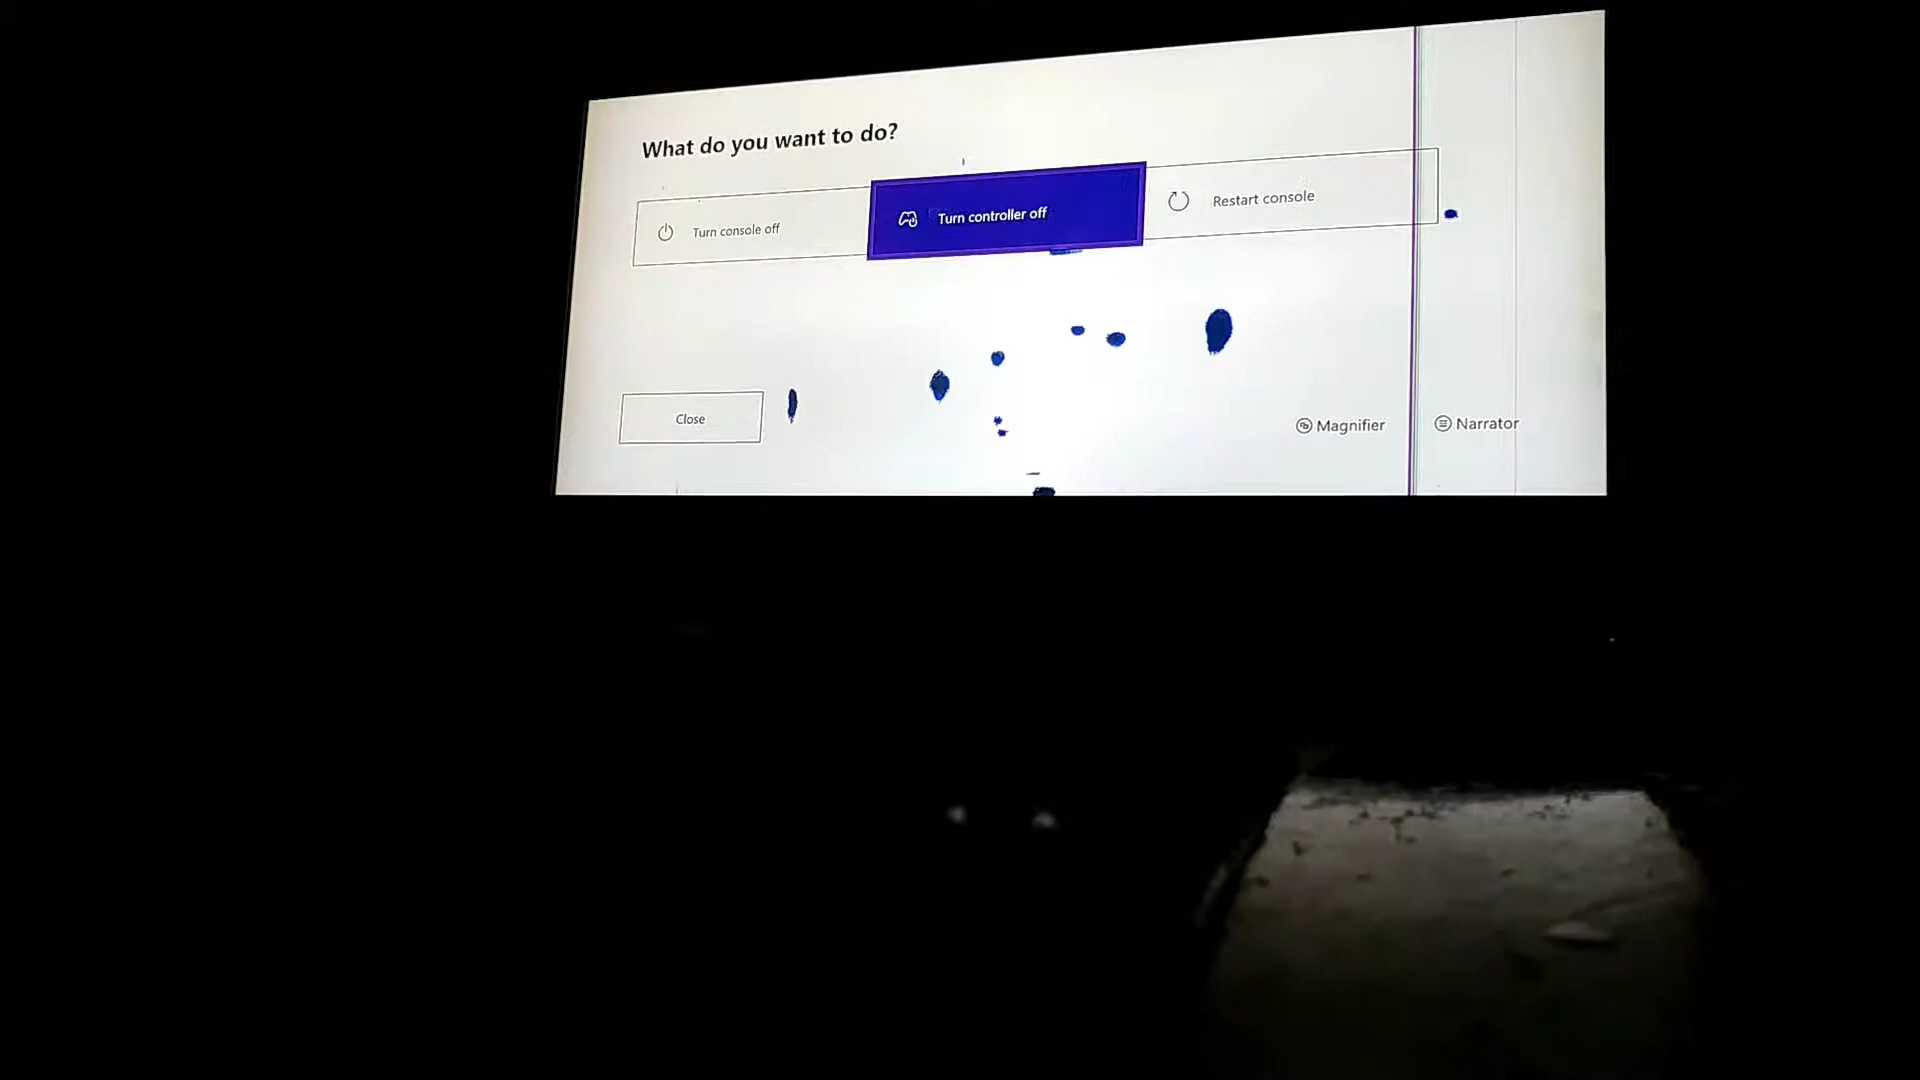 What do you want to do?
Turn console off
Turn controller off
Restart console
Close
Magnifier
Narrator